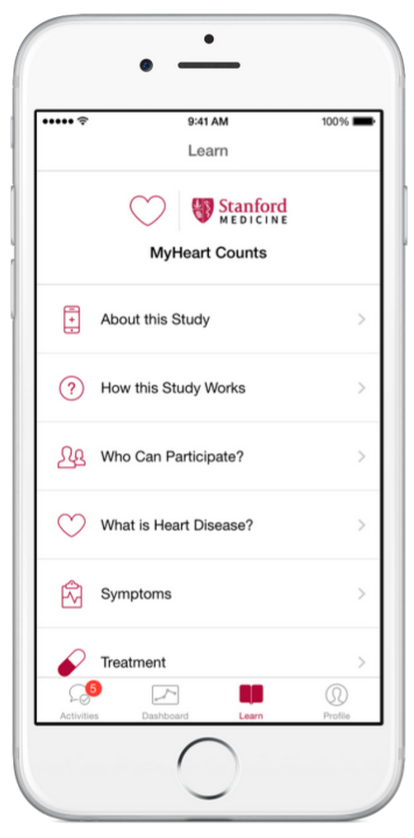 9:41 AM 100%
Learn
Stanford
MEDICINE
MyHeart Counts
About this Study
? How this Study Works
Who Can Participate?
What is Heart Disease?
Symptoms
Treatment
5
Activities Dashboard Learn Profile